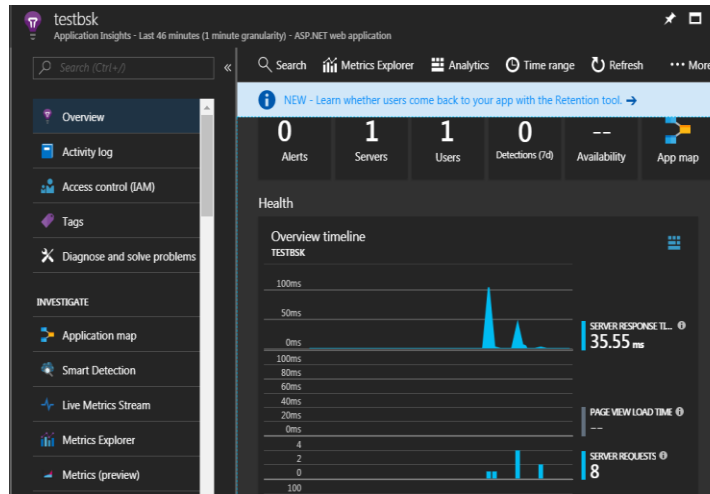 testbsk
Application Insights - Last 46 minutes (1 minute granularity) - ASP.NET web application
Search (Ctrl+/)
«
Overview
Activity log
Access control (IAM)
Tags
Diagnose and solve problems
INVESTIGATE
Application map
Smart Detection
Live Metrics Stream
Metrics Explorer
Metrics (preview)
Search
Metrics Explorer
Analytics
Time range
Refresh
More
NEW - Learn whether users come back to your app with the Retention tool. →
0
Alerts
1
Servers
1
Users
0
Detections (7d)
--
Availability
App map
Health
Overview timeline
TESTBSK
100ms
50ms
0ms
SERVER RESPONSE TI...
35.55 ms
100ms
80ms
60ms
40ms
20ms
0ms
PAGE VIEW LOAD TIME
--
4
2
0
SERVER REQUESTS
8
100